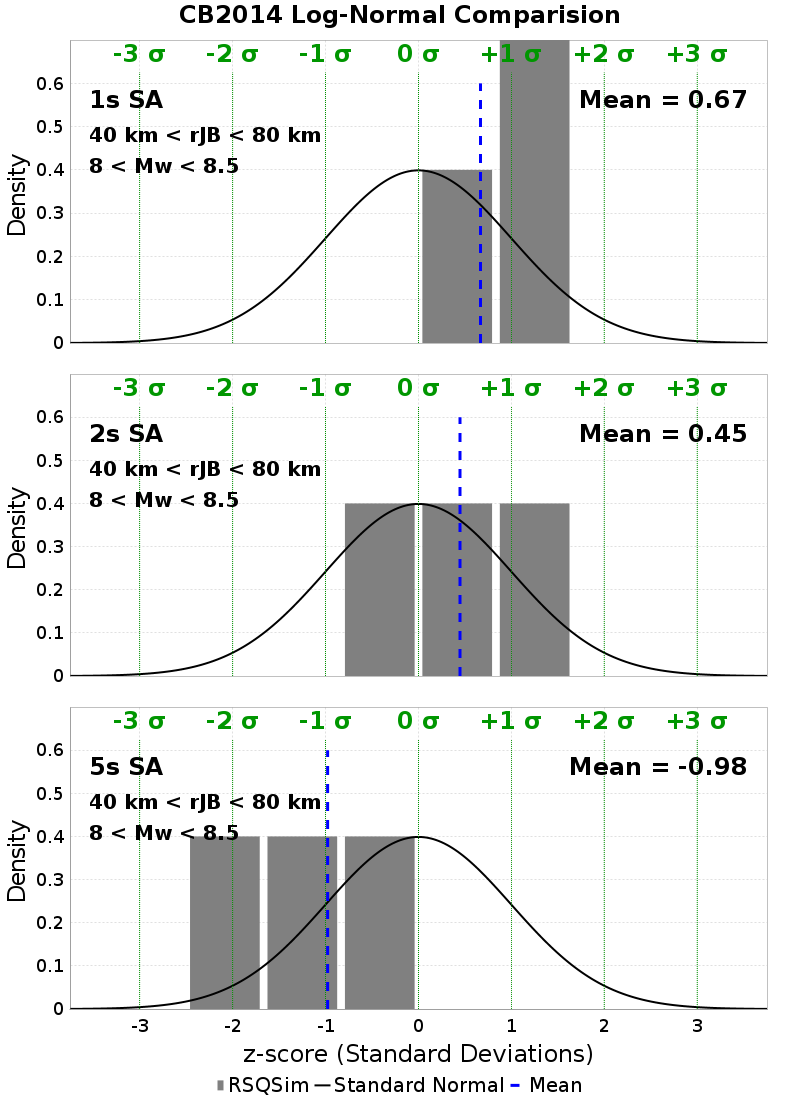 CB2014 Log-Normal Comparision
-3 σ -2 σ -1 σ 0 σ +1 σ +2 σ +3 σ
1s SA
Mean = 0.67
40 km < rJB < 80 km
8 < Mw < 8.5
Density
0.6
0.5
0.4
0.3
0.2
0.1
0
-3 σ -2 σ -1 σ 0 σ +1 σ +2 σ +3 σ
2s SA
Mean = 0.45
40 km < rJB < 80 km
8 < Mw < 8.5
Density
0.6
0.5
0.4
0.3
0.2
0.1
0
-3 σ -2 σ -1 σ 0 σ +1 σ +2 σ +3 σ
5s SA
Mean = -0.98
40 km < rJB < 80 km
8 < Mw < 8.5
Density
0.6
0.5
0.4
0.3
0.2
0.1
0
-3 -2 -1 0 1 2 3
z-score (Standard Deviations)
RSQSim Standard Normal Mean